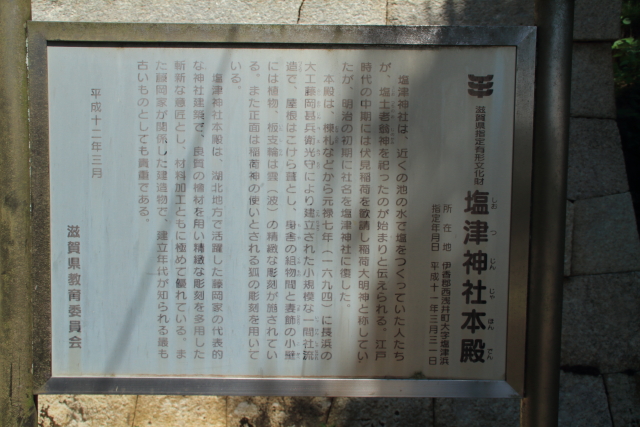 滋賀県指定有形文化財
塩津神社本殿
しおつじんじゃほんでん
所在地 伊香郡西浅井町大字塩津浜
指定年月日 平成十一年三月三一日
塩津神社は、近くの池の水で塩をつくっていた人たち
が、塩土老翁神を祀ったのが始まりと伝えられる。江戸
時代の中期には伏見稲荷を勧請し稲荷大明神と称してい
たが、明治の初期に社名を塩津神社に復した。
本殿は、棟札などから元禄七年(一六九四)に長浜の
大工藤岡甚兵衛光守により建立された小規模な一間社流
造で、屋根はこけら葺とし、身舎の組物間と妻飾の小壁
には植物、板支輪は雲(波)の精緻な彫刻が施されてい
る。また正面は稲荷神の使いとされる狐の彫刻を用いて
いる。
塩津神社本殿は、湖北地方で活躍した藤岡家の代表的
な神社建築で、良質の檜材を用い精緻な彫刻を多用した
斬新な意匠とし、材料加工ともに極めて優れている。ま
た藤岡家が関係した建造物で、建立年代が知られる最も
古いものとしても貴重である。
平成十二年三月
滋賀県教育委員会